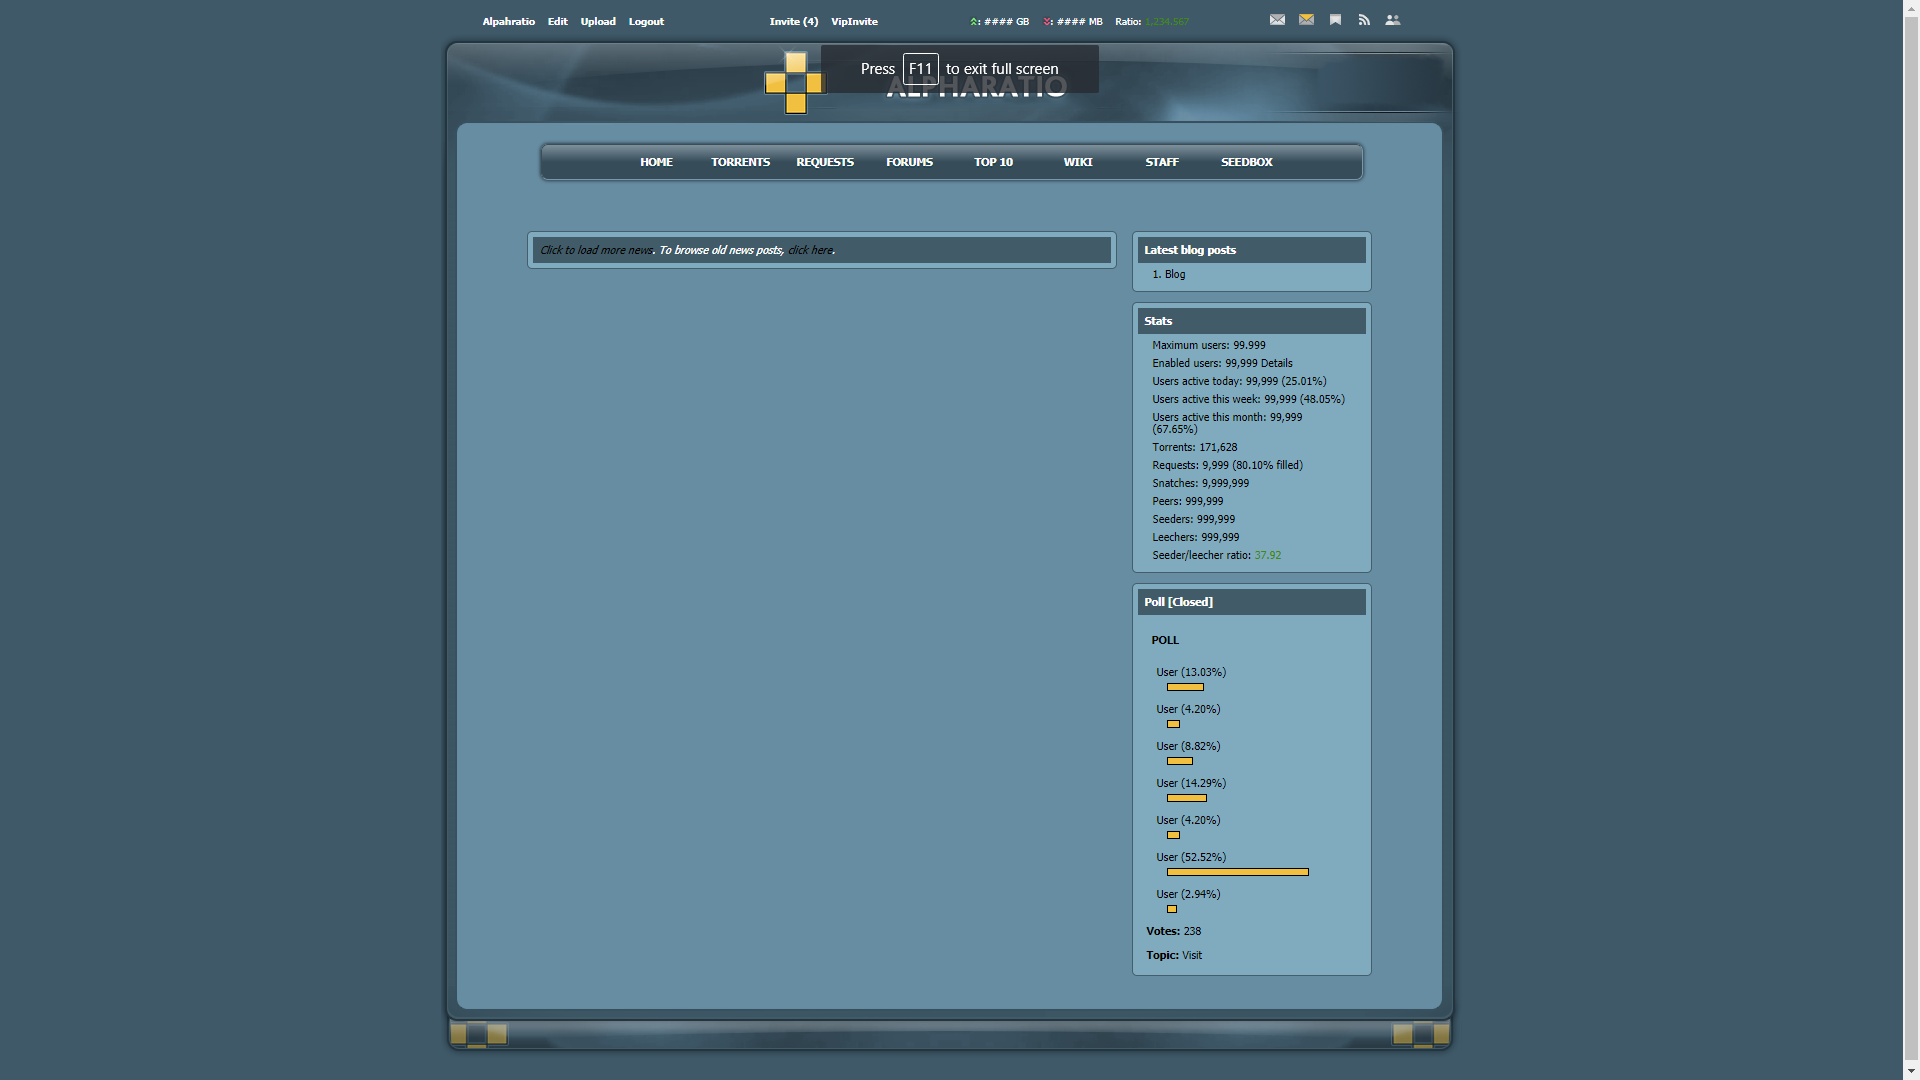 Alpahratio Edit Upload Logout Invite (4) VipInvite : #### GB : #### MB Ratio: 1,234.567
Press F11 to exit full screen
ALPHARATIO
HOME TORRENTS REQUESTS FORUMS TOP 10 WIKI STAFF SEEDBOX
Click to load more news. To browse old news posts, click here.
Latest blog posts
1. Blog
Stats
Maximum users: 99.999
Enabled users: 99,999 Details
Users active today: 99,999 (25.01%)
Users active this week: 99,999 (48.05%)
Users active this month: 99,999
(67.65%)
Torrents: 171,628
Requests: 9,999 (80.10% filled)
Snatches: 9,999,999
Peers: 999,999
Seeders: 999,999
Leechers: 999,999
Seeder/leecher ratio: 37.92
Poll [Closed]
POLL
User (13.03%)
User (4.20%)
User (8.82%)
User (14.29%)
User (4.20%)
User (52.52%)
User (2.94%)
Votes: 238
Topic: Visit